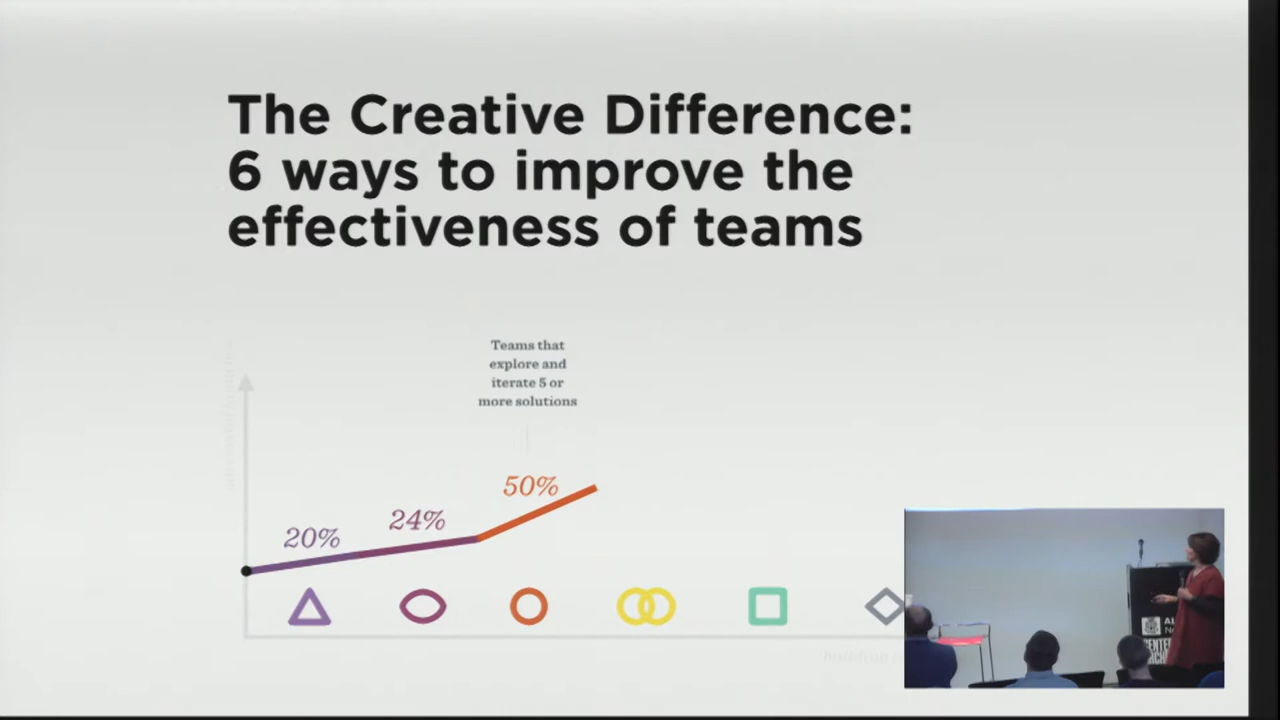 The Creative Difference:
6 ways to improve the
effectiveness of teams
Teams that
explore and
iterate 5 or
more solutions
50%
24%
20%
building